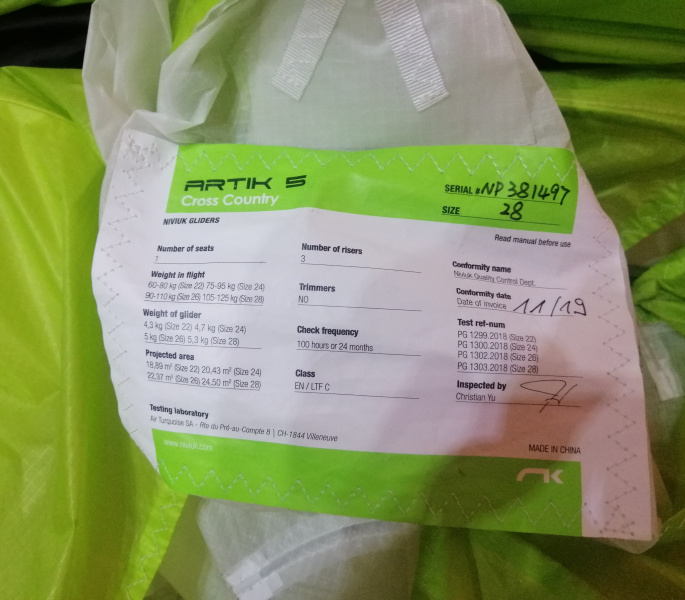 ARTIK 5
Cross Country
SERIAL # NP381497
SIZE 28
NIVIUK GLIDERS
Read manual before use
Number of seats
1
Weight in flight
60-80 kg (Size 22) 75-95 kg (Size 24)
90-110 kg (Size 26) 105-125 kg (Size 28)
Weight of glider
4,3 kg (Size 22) 4,7 kg (Size 24)
5 kg (Size 26) 5,3 kg (Size 28)
Projected area
18,89 m² (Size 22) 20,43 m² (Size 24)
22,37 m² (Size 26) 24,50 m² (Size 28)
Number of risers
3
Trimmers
NO
Check frequency
100 hours or 24 months
Class
EN / LTF C
Conformity name
Niviuk Quality Control Dept.
Conformity date
Date of invoice 11/19
Test ref-num
PG 1299.2018 (Size 22)
PG 1300.2018 (Size 24)
PG 1302.2018 (Size 26)
PG 1303.2018 (Size 28)
Inspected by
Christian Yu
Testing laboratory
Air Turquoise SA - Rte du Pré-au-Compte 8 | CH-1844 Villeneuve
www.niviuk.com
MADE IN CHINA